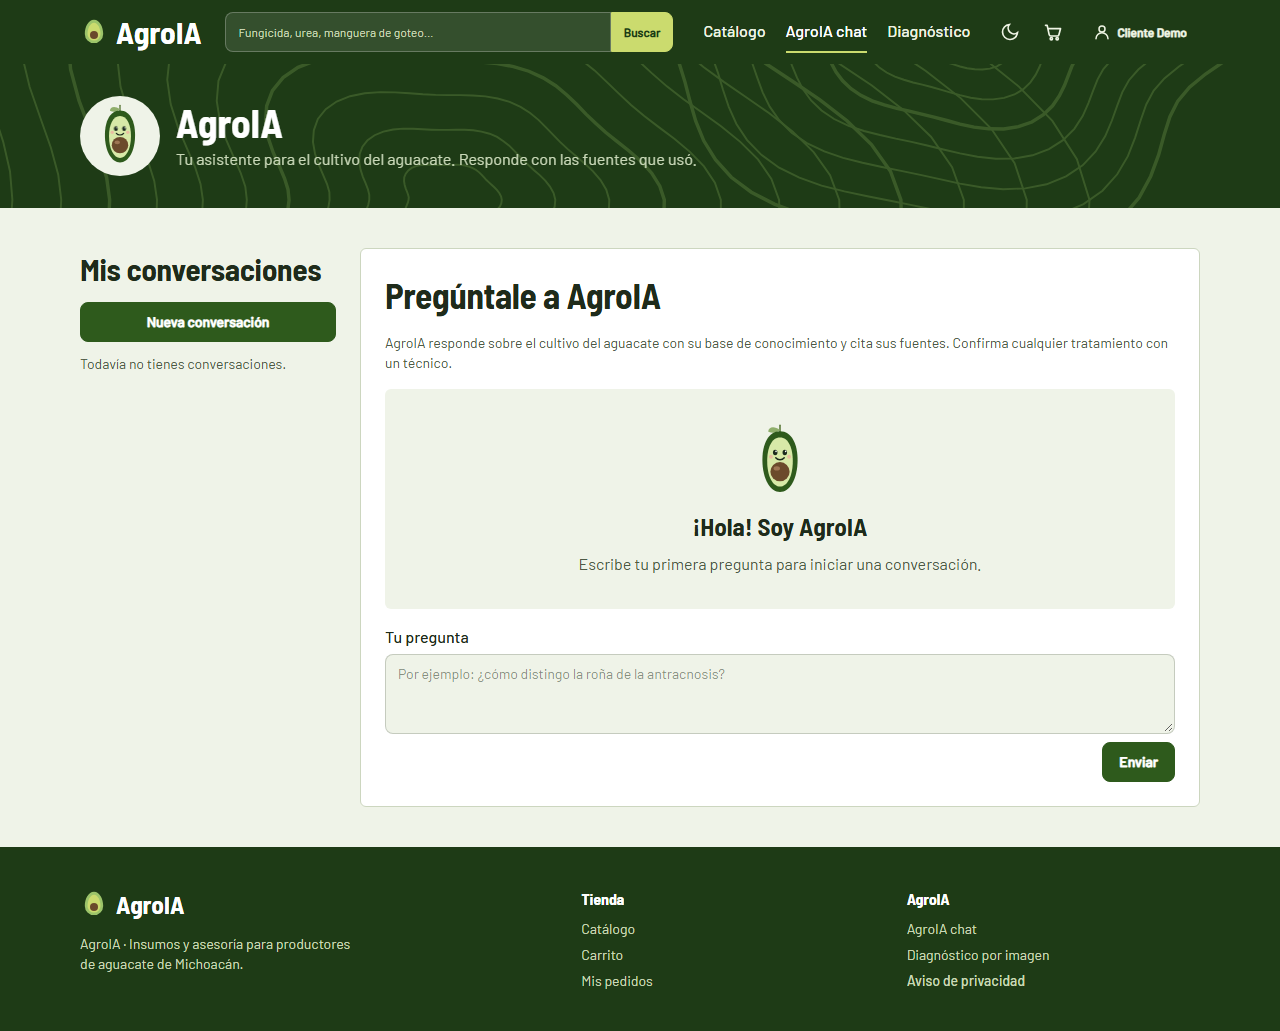 AgroIA
Fungicida, urea, manguera de goteo...
Buscar
Catálogo
AgroIA chat
Diagnóstico
Cliente Demo
AgroIA
Tu asistente para el cultivo del aguacate. Responde con las fuentes que usó.
Mis conversaciones
Nueva conversación
Todavía no tienes conversaciones.
Pregúntale a AgroIA
AgroIA responde sobre el cultivo del aguacate con su base de conocimiento y cita sus fuentes. Confirma cualquier tratamiento con
un técnico.
¡Hola! Soy AgroIA
Escribe tu primera pregunta para iniciar una conversación.
Tu pregunta
Por ejemplo: ¿cómo distingo la roña de la antracnosis?
Enviar
AgroIA
AgroIA · Insumos y asesoría para productores
de aguacate de Michoacán.
Tienda
Catálogo
Carrito
Mis pedidos
AgroIA
AgroIA chat
Diagnóstico por imagen
Aviso de privacidad